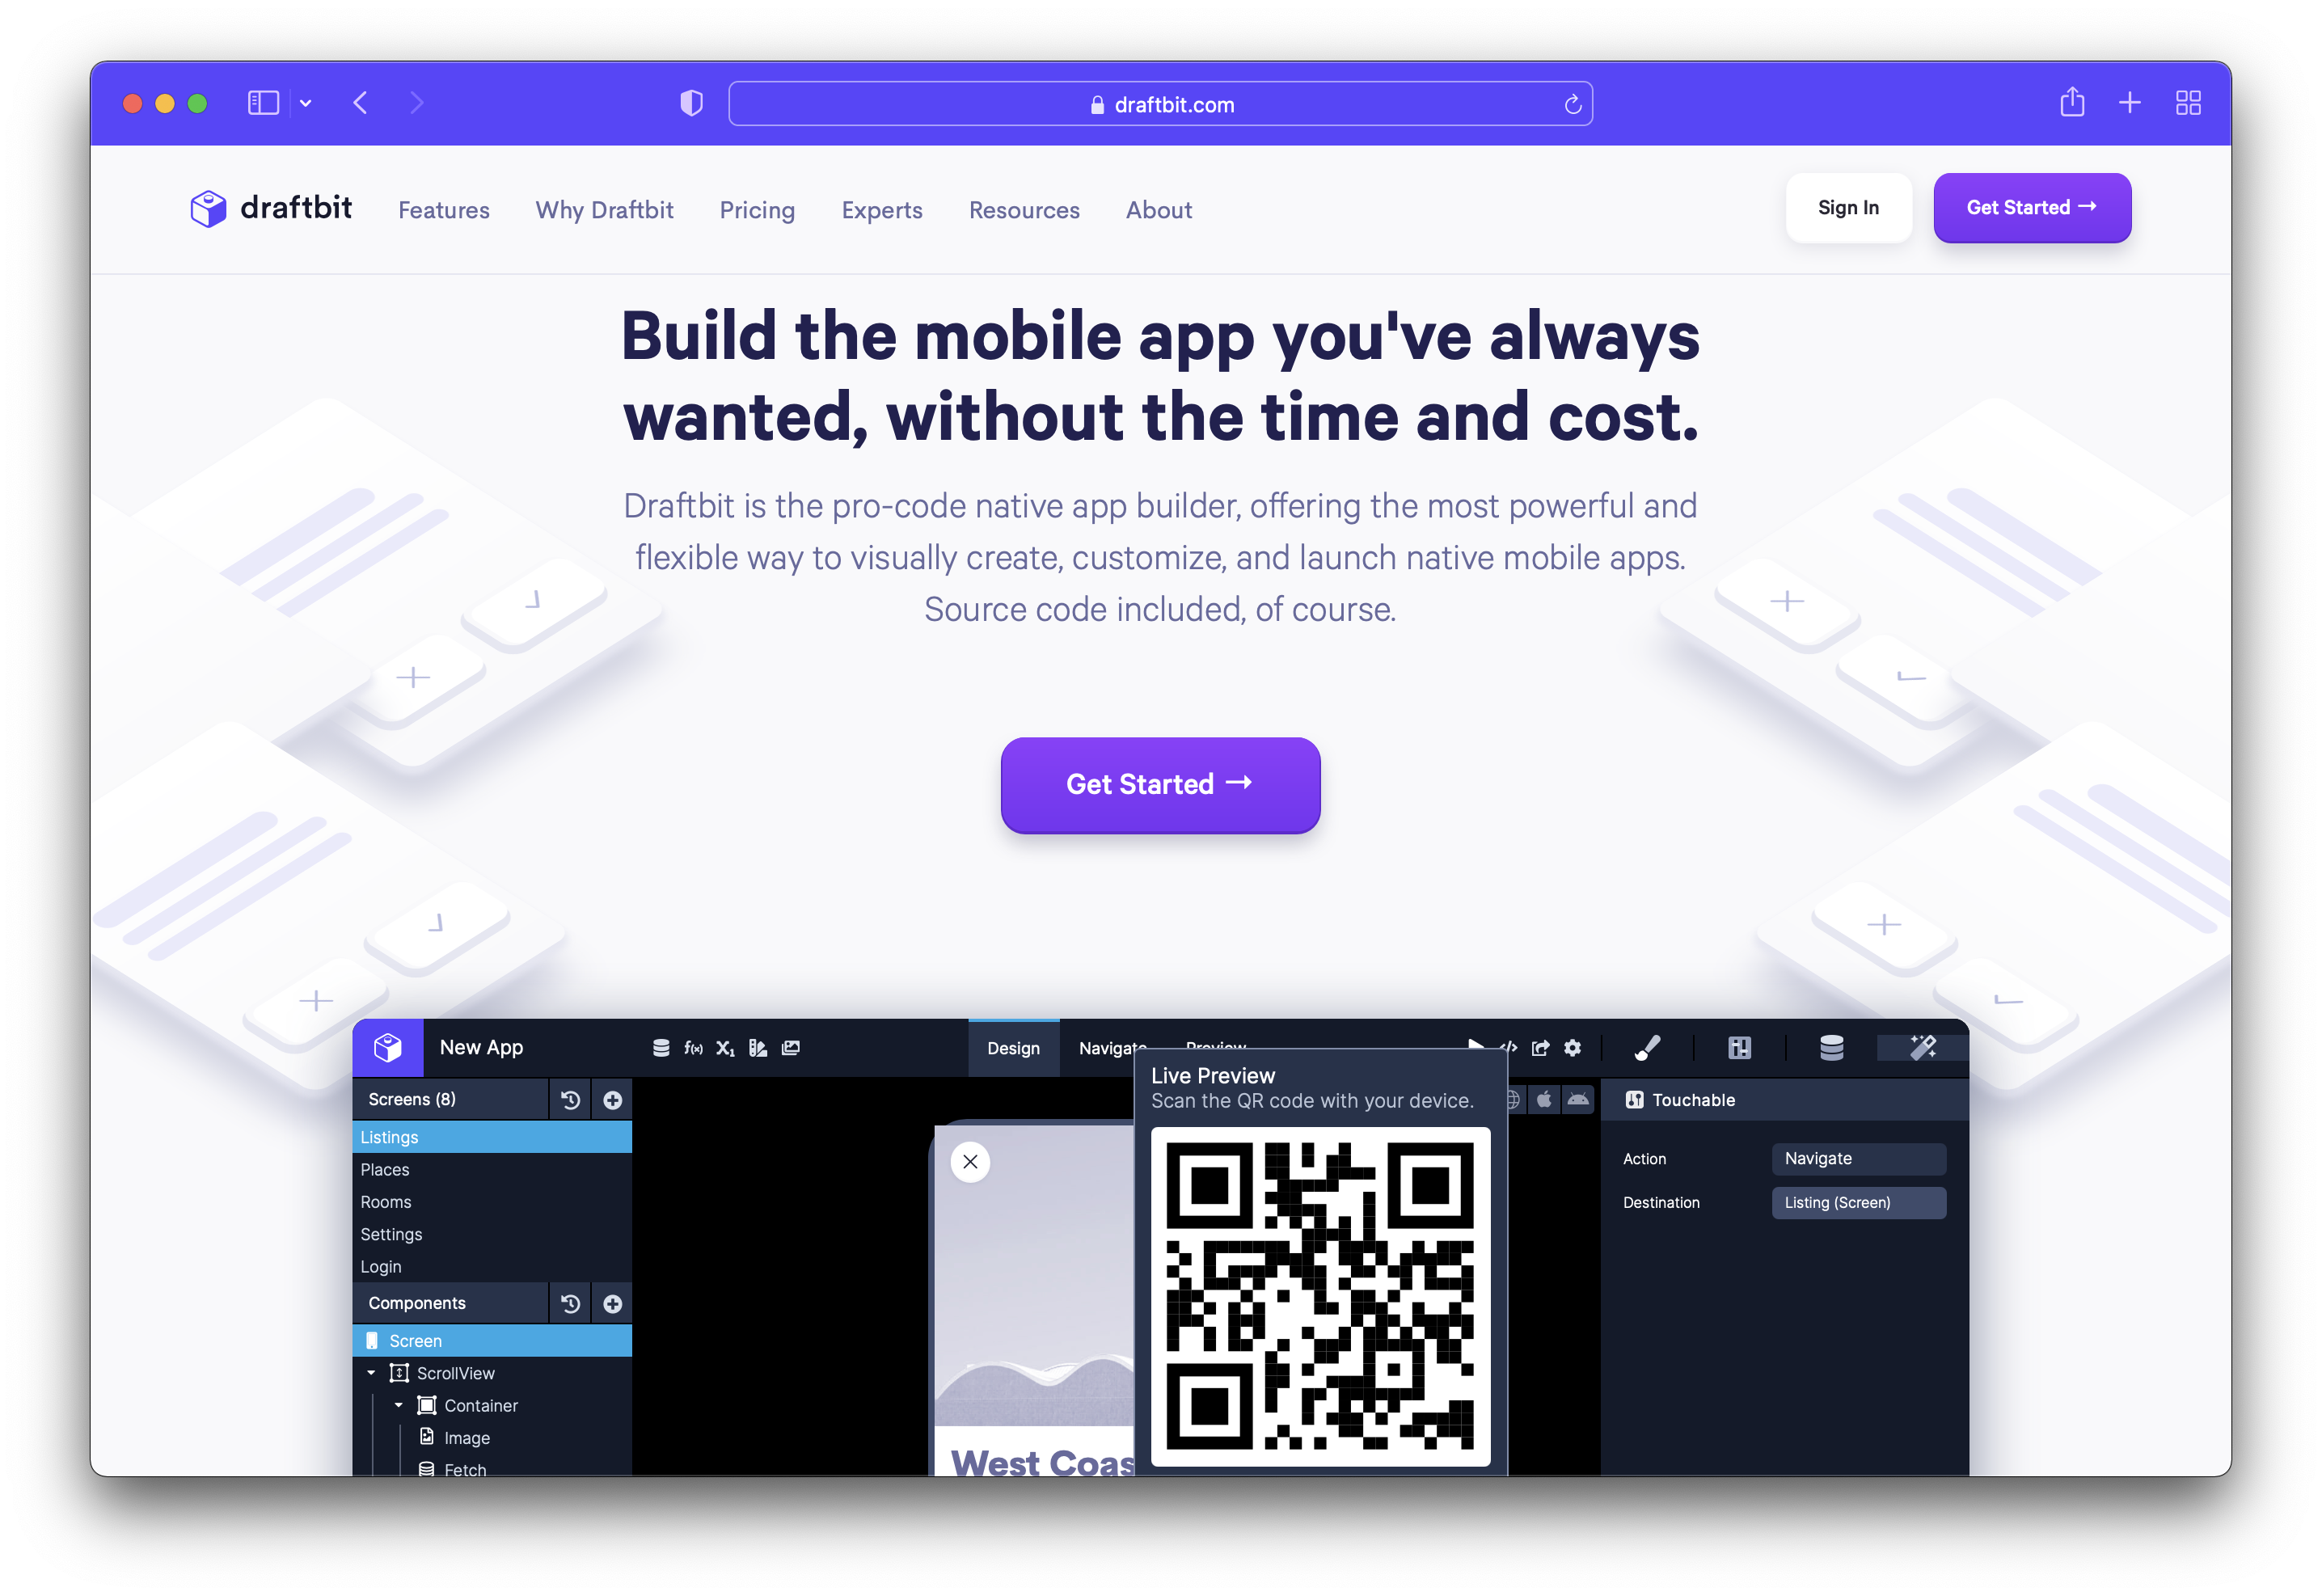 draftbit.com
draftbit Features Why Draftbit Pricing Experts Resources About Sign In Get Started →
Build the mobile app you've always
wanted, without the time and cost.
Draftbit is the pro-code native app builder, offering the most powerful and
flexible way to visually create, customize, and launch native mobile apps.
Source code included, of course.
Get Started →
New App Design Navigate Preview
Screens (8)
Listings
Places
Rooms
Settings
Login
Components
Screen
ScrollView
Container
Image
Fetch
West Coas
Live Preview
Scan the QR code with your device.
Touchable
Action Navigate
Destination Listing (Screen)